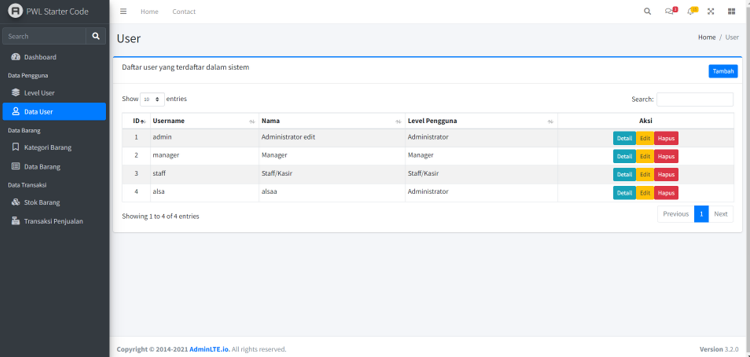 PWL Starter Code
Home Contact
Search
User
Home / User
Dashboard
Data Pengguna
Level User
Data User
Data Barang
Kategori Barang
Data Barang
Data Transaksi
Stok Barang
Transaksi Penjualan
Daftar user yang terdaftar dalam sistem
Tambah
Show 10 entries
Search:
ID Username Nama Level Pengguna Aksi
1 admin Administrator edit Administrator Detail Edit Hapus
2 manager Manager Manager Detail Edit Hapus
3 staff Staff/Kasir Staff/Kasir Detail Edit Hapus
4 alsa alsaa Administrator Detail Edit Hapus
Showing 1 to 4 of 4 entries
Previous 1 Next
Copyright © 2014-2021 AdminLTE.io. All rights reserved.
Version 3.2.0